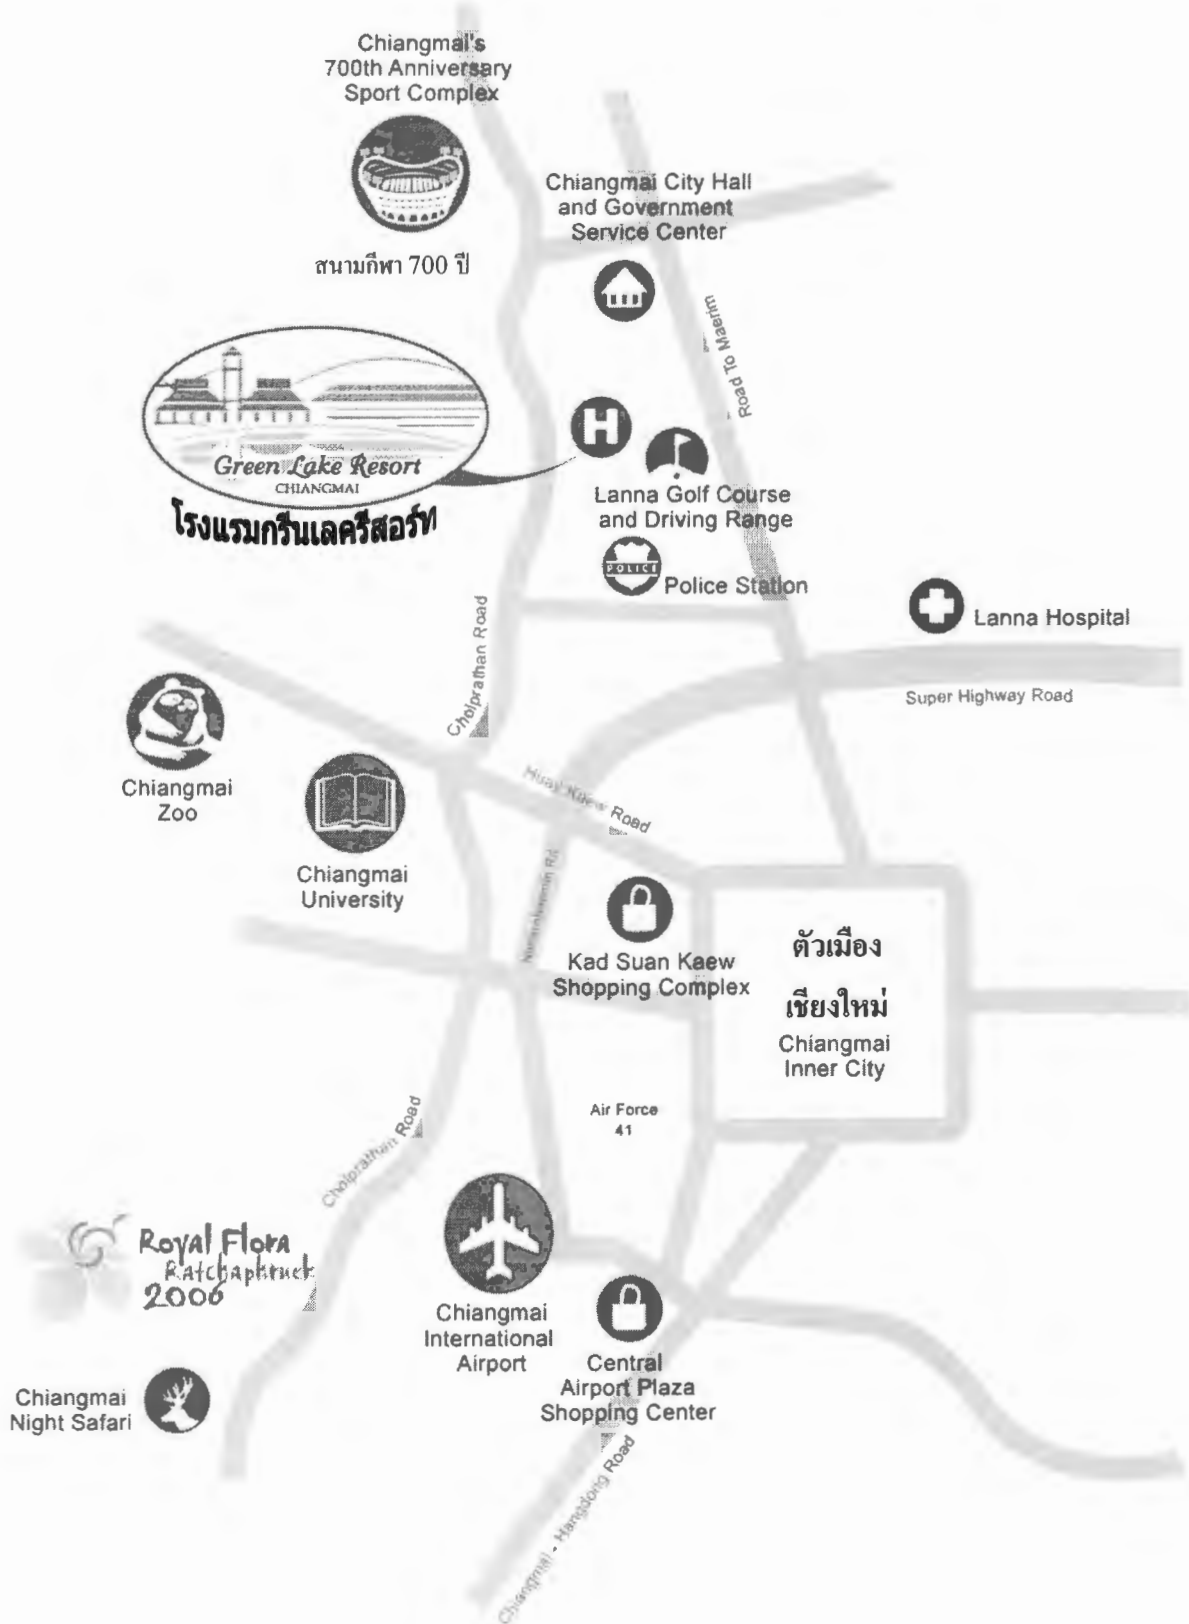 Chiangmai's
700th Anniversary
Sport Complex
สนามกีฬา 700 ปี
Chiangmai City Hall
and Government
Service Center
Road To Maerim
Green Lake Resort
CHIANGMAI
โรงแรมกรีนเลครีสอร์ท
H
Lanna Golf Course
and Driving Range
POLICE
Police Station
Lanna Hospital
Cholprathan Road
Super Highway Road
Chiangmai
Zoo
Huay Kaew Road
Chiangmai
University
Kad Suan Kaew
Shopping Complex
ตัวเมือง
เชียงใหม่
Chiangmai
Inner City
Air Force
41
Cholprathan Road
Royal Flora
Ratchaphruek
2006
Chiangmai
International
Airport
Central
Airport Plaza
Shopping Center
Chiangmai
Night Safari
Chiangmai - Hangdong Road